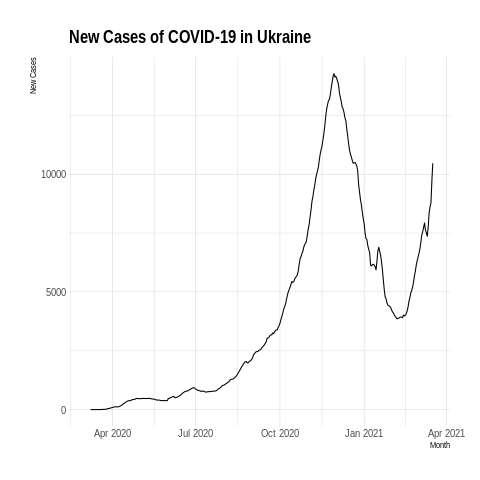 New Cases of COVID-19 in Ukraine
New Cases
10000
5000
0
Apr 2020 Jul 2020 Oct 2020 Jan 2021 Apr 2021
Month